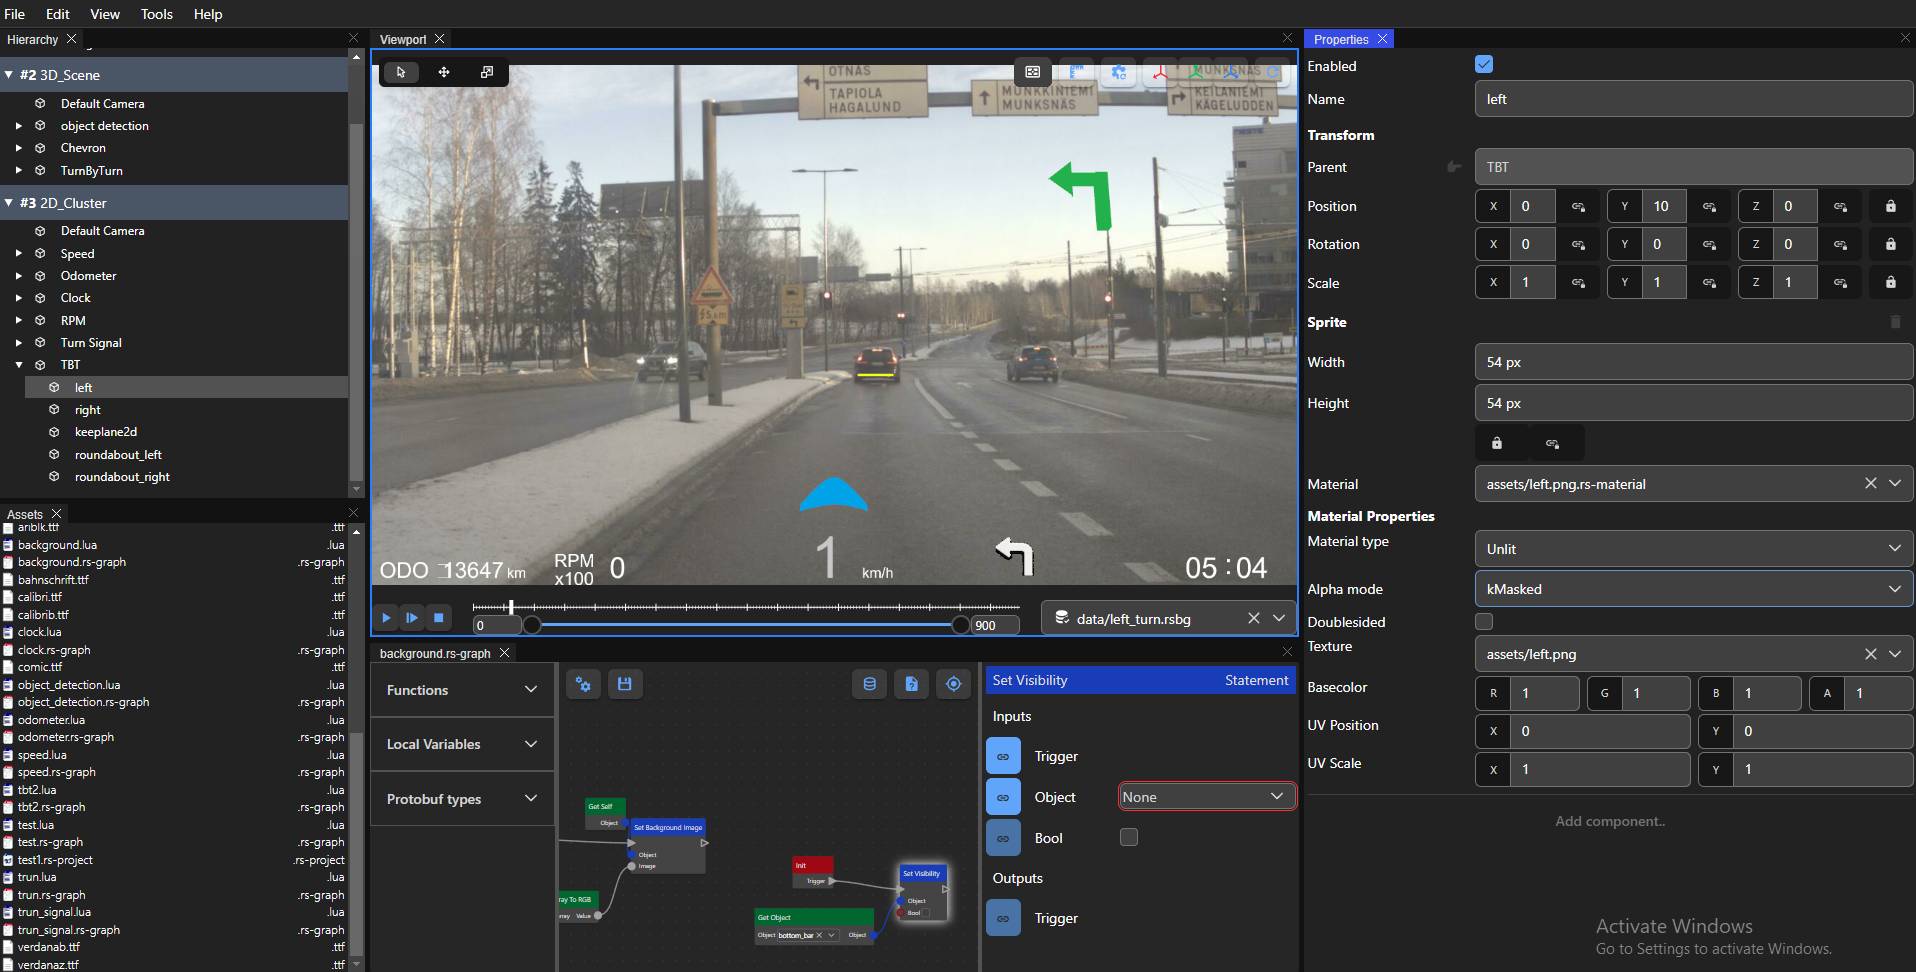 File Edit View Tools Help
Hierarchy
#2 3D_Scene
Default Camera
object detection
Chevron
TurnByTurn
#3 2D_Cluster
Default Camera
Speed
Odometer
Clock
RPM
Turn Signal
TBT
left
right
keeplane2d
roundabout_left
roundabout_right
Assets
ariblk.ttf .ttf
background.lua .lua
background.rs-graph .rs-graph
bahnschrift.ttf .ttf
calibri.ttf .ttf
calibrib.ttf .ttf
clock.lua .lua
clock.rs-graph .rs-graph
comic.ttf .ttf
object_detection.lua .lua
object_detection.rs-graph .rs-graph
odometer.lua .lua
odometer.rs-graph .rs-graph
speed.lua .lua
speed.rs-graph .rs-graph
tbt2.lua .lua
tbt2.rs-graph .rs-graph
test.lua .lua
test.rs-graph .rs-graph
test1.rs-project .rs-project
trun.lua .lua
trun.rs-graph .rs-graph
trun_signal.lua .lua
trun_signal.rs-graph .rs-graph
verdanab.ttf .ttf
verdanaz.ttf .ttf
Viewport
OTNÄS
TAPIOLA
HAGALUND
MUNKKINIEMI
MUNKSNÄS
MUNKSNÄS
KEILANIEMI
KÄGELUDDEN
5 km
ODO 13647 km
RPM
x100 0
1 km/h
05 : 04
0
900
data/left_turn.rsbg
background.rs-graph
Functions
Local Variables
Protobuf types
Get Self
Object
Set Background Image
Object
Image
ray To RGB
rray Value
Init
Trigger
Get Object
Object bottom_bar Object
Set Visibility
Object
Bool
Set Visibility Statement
Inputs
Trigger
Object None
Bool
Outputs
Trigger
Properties
Enabled
Name left
Transform
Parent TBT
Position X 0 Y 10 Z 0
Rotation X 0 Y 0 Z 0
Scale X 1 Y 1 Z 1
Sprite
Width 54 px
Height 54 px
Material assets/left.png.rs-material
Material Properties
Material type Unlit
Alpha mode kMasked
Doublesided
Texture assets/left.png
Basecolor R 1 G 1 B 1 A 1
UV Position X 0 Y 0
UV Scale X 1 Y 1
Add component..
Activate Windows
Go to Settings to activate Windows.